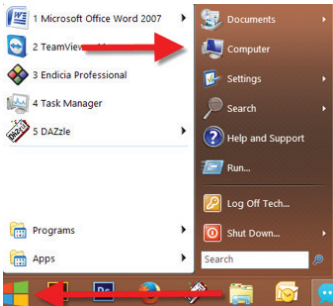 1 Microsoft Office Word 2007
2 TeamViewer
3 Endicia Professional
4 Task Manager
5 DAZzle
Programs
Apps
Documents
Computer
Settings
Search
Help and Support
Run...
Log Off Tech...
Shut Down...
Search